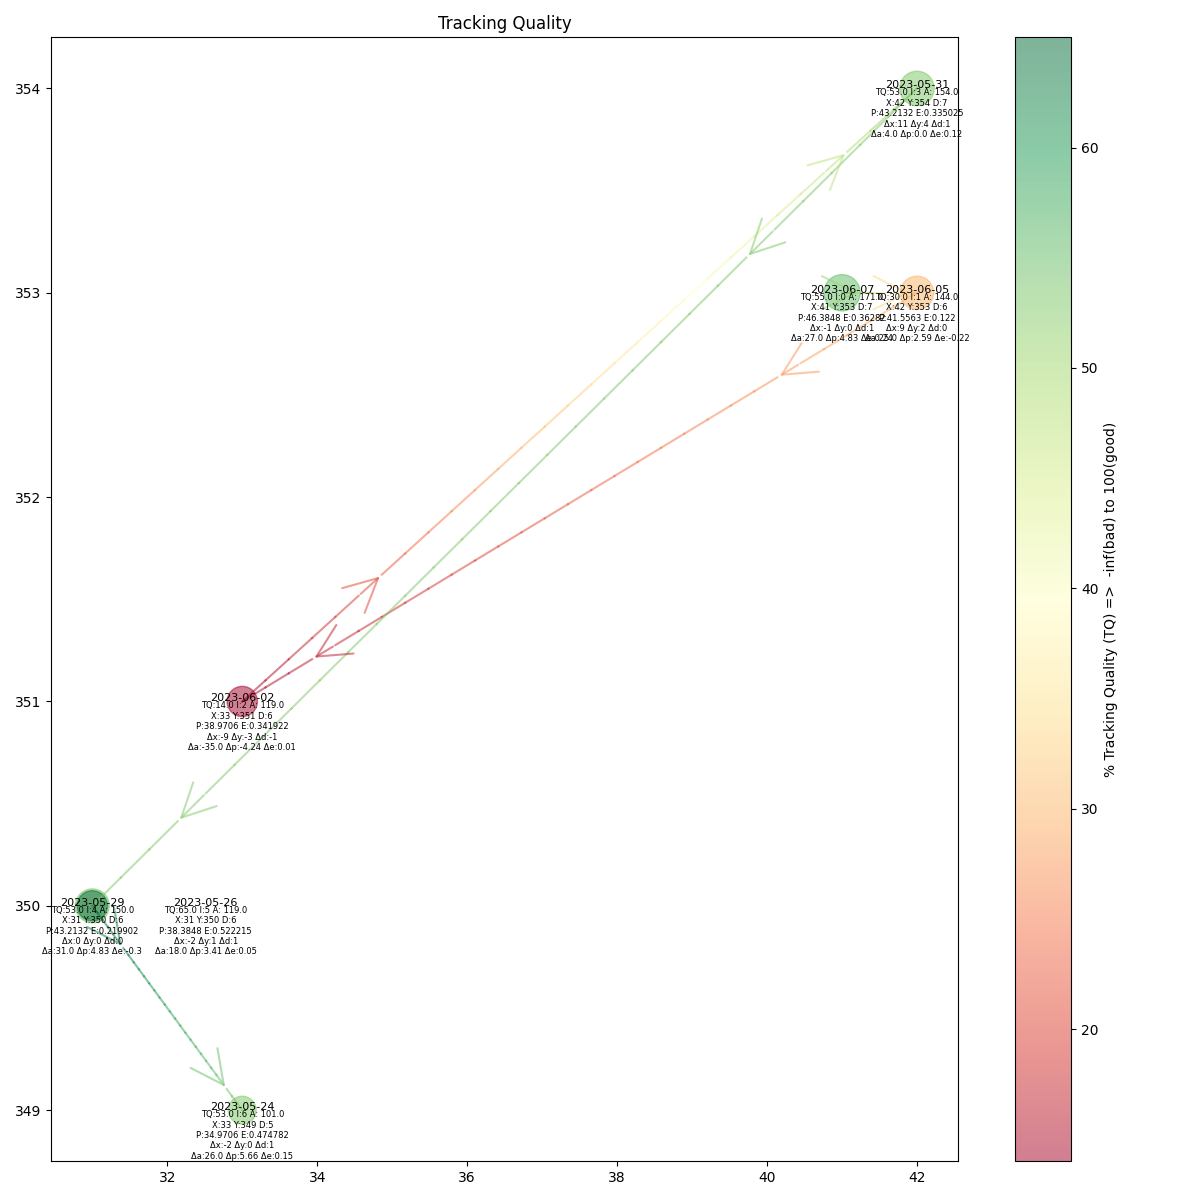 Tracking Quality
354
353
352
351
350
349
32
34
36
38
40
42
2023-05-31
TQ:53.0 I:3 A: 154.0
X:42 Y:354 D:7
P:43.2132 E:0.335025
Δx:11 Δy:4 Δd:1
Δa:4.0 Δp:0.0 Δe:0.12
2023-06-07
TQ:55.0 I:0 A: 171.0
X:41 Y:353 D:7
P:46.3848
Δx:-1 Δy:0 Δd:1
Δa:27.0 Δp:4.83
2023-06-05
TQ:30.0 I:1 A: 144.0
X:42 Y:353 D:6
P:41.5563 E:0.122
Δx:9 Δy:2 Δd:0
Δp:2.59 Δe:-0.22
2023-06-02
TQ:14.0 I:2 A: 119.0
X:33 Y:351 D:6
P:38.9706 E:0.341922
Δx:-9 Δy:-3 Δd:-1
Δa:-35.0 Δp:-4.24 Δe:0.01
2023-05-29
TQ:53.0 I:4 A: 150.0
X:31 Y:350 D:6
P:43.2132 E:0.219902
Δx:0 Δy:0 Δd:0
Δa:31.0 Δp:4.83 Δe:-0.3
2023-05-26
TQ:65.0 I:5 A: 119.0
X:31 Y:350 D:6
P:38.3848 E:0.522215
Δx:-2 Δy:1 Δd:1
Δa:18.0 Δp:3.41 Δe:0.05
2023-05-24
TQ:53.0 I:6 A: 101.0
X:33 Y:349 D:5
P:34.9706 E:0.474782
Δx:-2 Δy:0 Δd:1
Δa:26.0 Δp:5.66 Δe:0.15
60
50
40
30
20
% Tracking Quality (TQ) => -inf(bad) to 100(good)